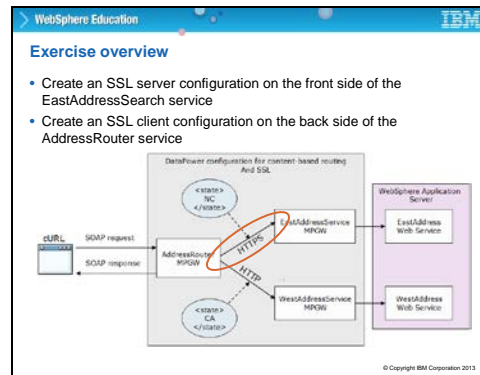 WebSphere Education
IBM
Exercise overview
• Create an SSL server configuration on the front side of the
EastAddressSearch service
• Create an SSL client configuration on the back side of the
AddressRouter service
DataPower configuration for content-based routing
And SSL
<state>
NC
</state>
WebSphere Application
Server
cURL
SOAP request
SOAP response
AddressRouter
MPGW
HTTPS
HTTP
EastAddressService
MPGW
EastAddress
Web Service
WestAddressService
MPGW
WestAddress
Web Service
<state>
CA
</state>
© Copyright IBM Corporation 2013